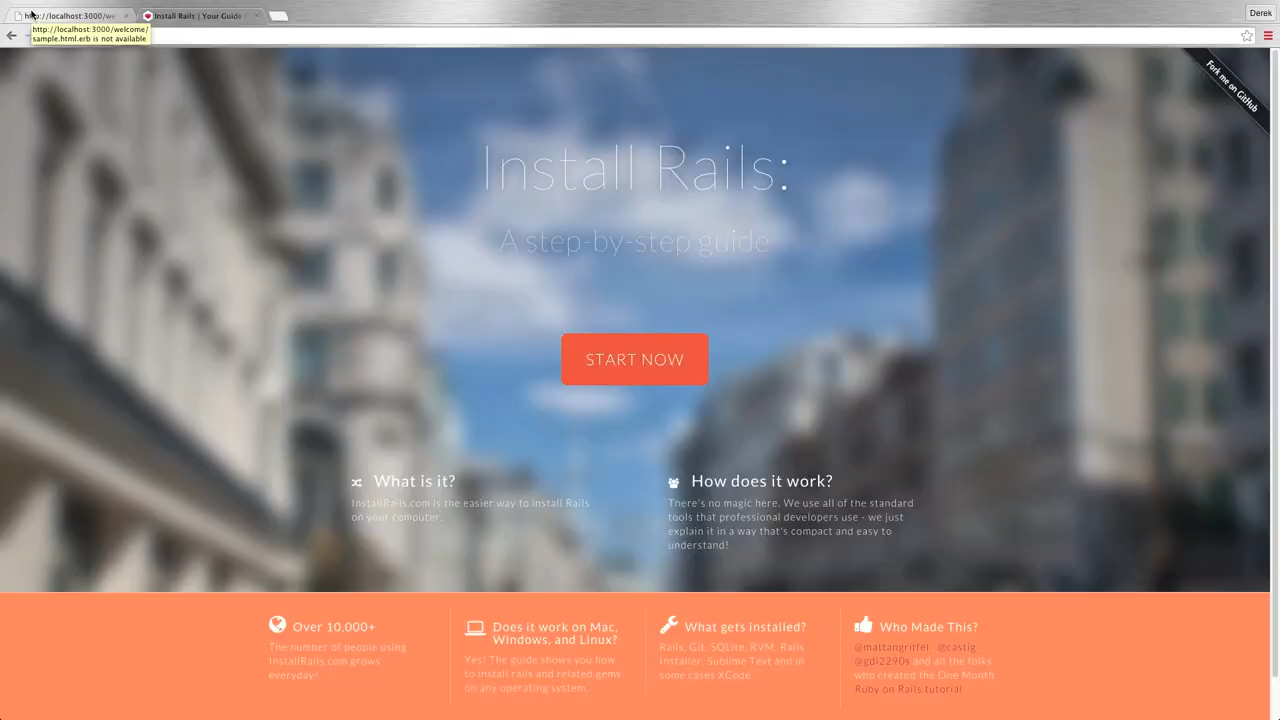 http://localhost:3000/we
Install Rails | Your Guide
Derek
http://localhost:3000/welcome/
sample.html.erb is not available
Fork me on GitHub
Install Rails:
A step-by-step guide
START NOW
What is it?
InstallRails.com is the easier way to install Rails
on your computer.
How does it work?
There's no magic here. We use all of the standard
tools that professional developers use - we just
explain it in a way that's compact and easy to
understand!
Over 10,000+
The number of people using
InstallRails.com grows
everyday!
Does it work on Mac,
Windows, and Linux?
Yes! The guide shows you how
to install rails and related gems
on any operating system.
What gets installed?
Rails, Git, SQLite, RVM, Rails
Installer, Sublime Text and in
some cases XCode.
Who Made This?
@mattangriffel @castig
@gdi2290s and all the folks
who created the One Month
Ruby on Rails tutorial